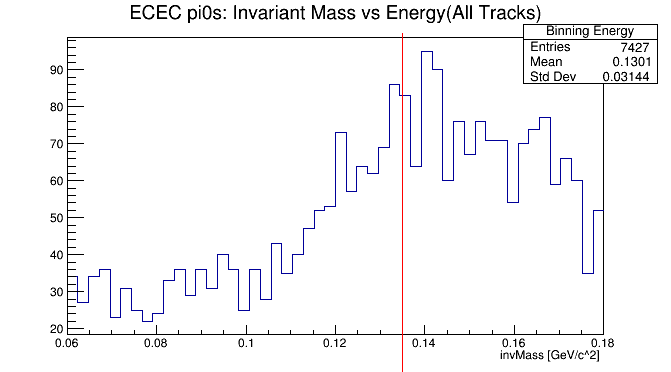 ECEC pi0s: Invariant Mass vs Energy(All Tracks)
Binning Energy
Entries 7427
Mean 0.1301
Std Dev 0.03144
90
80
70
60
50
40
30
20
0.06 0.08 0.1 0.12 0.14 0.16 0.18
invMass [GeV/c^2]